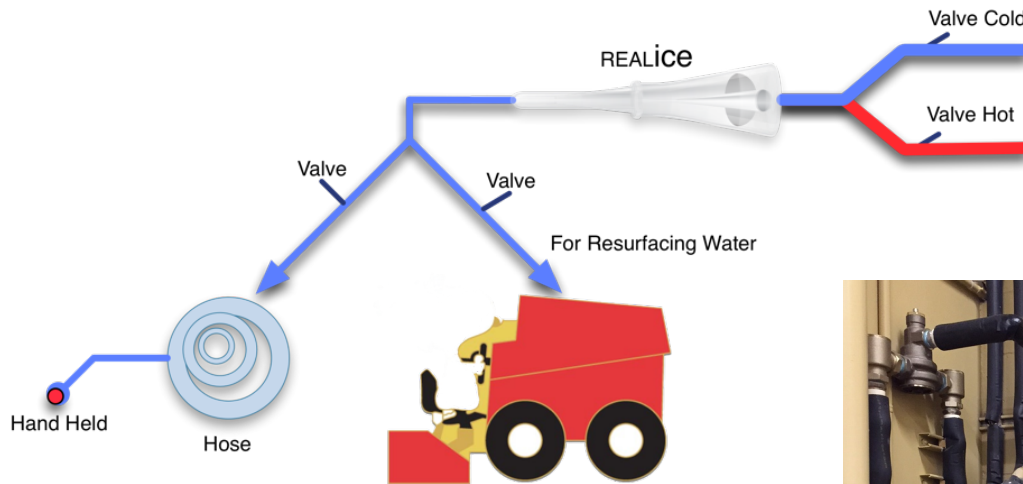 Valve Cold
REALice
Valve Hot
Valve
Valve
For Resurfacing Water
Hand Held
Hose